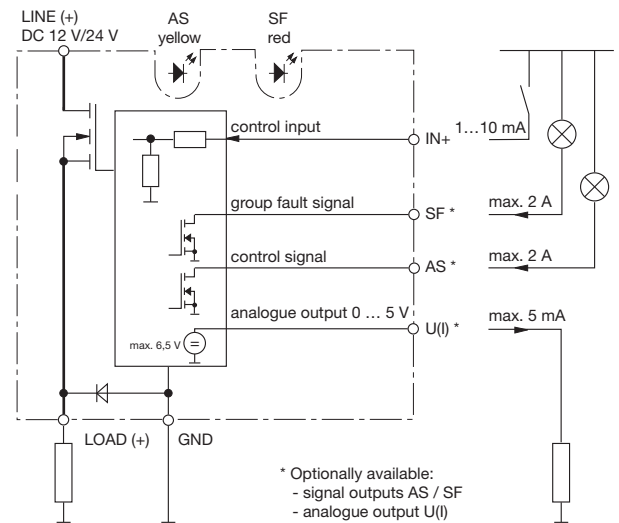 LINE (+)
DC 12 V/24 V
AS
yellow
SF
red
control input
IN+
1…10 mA
group fault signal
SF *
max. 2 A
control signal
AS *
max. 2 A
analogue output 0 … 5 V
U(I) *
max. 5 mA
max. 6,5 V
=
LOAD (+)
GND
* Optionally available:
- signal outputs AS / SF
- analogue output U(I)